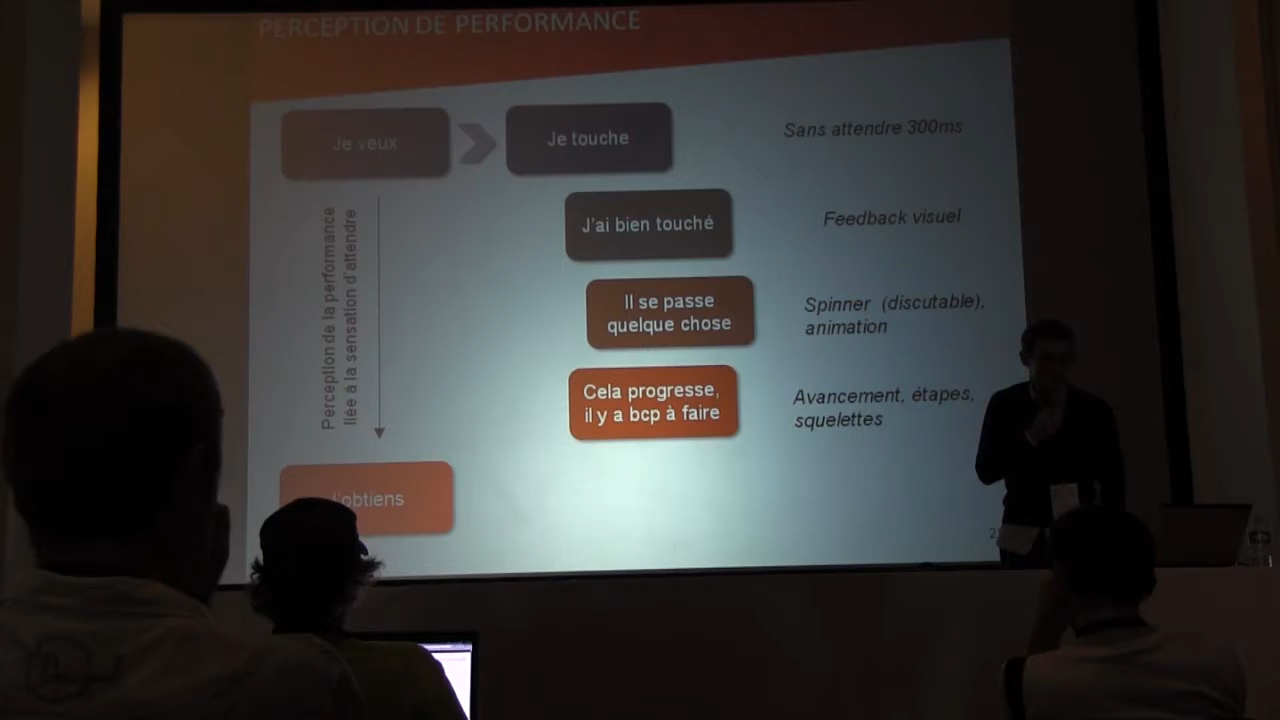 PERCEPTION DE PERFORMANCE
Je veux
Je touche
Sans attendre 300ms
J'ai bien touché
Feedback visuel
Il se passe
quelque chose
Spinner (discutable),
animation
Cela progresse,
il y a bcp à faire
Avancement, étapes,
squelettes
Perception de la performance
liée à la sensation d'attendre
J'obtiens